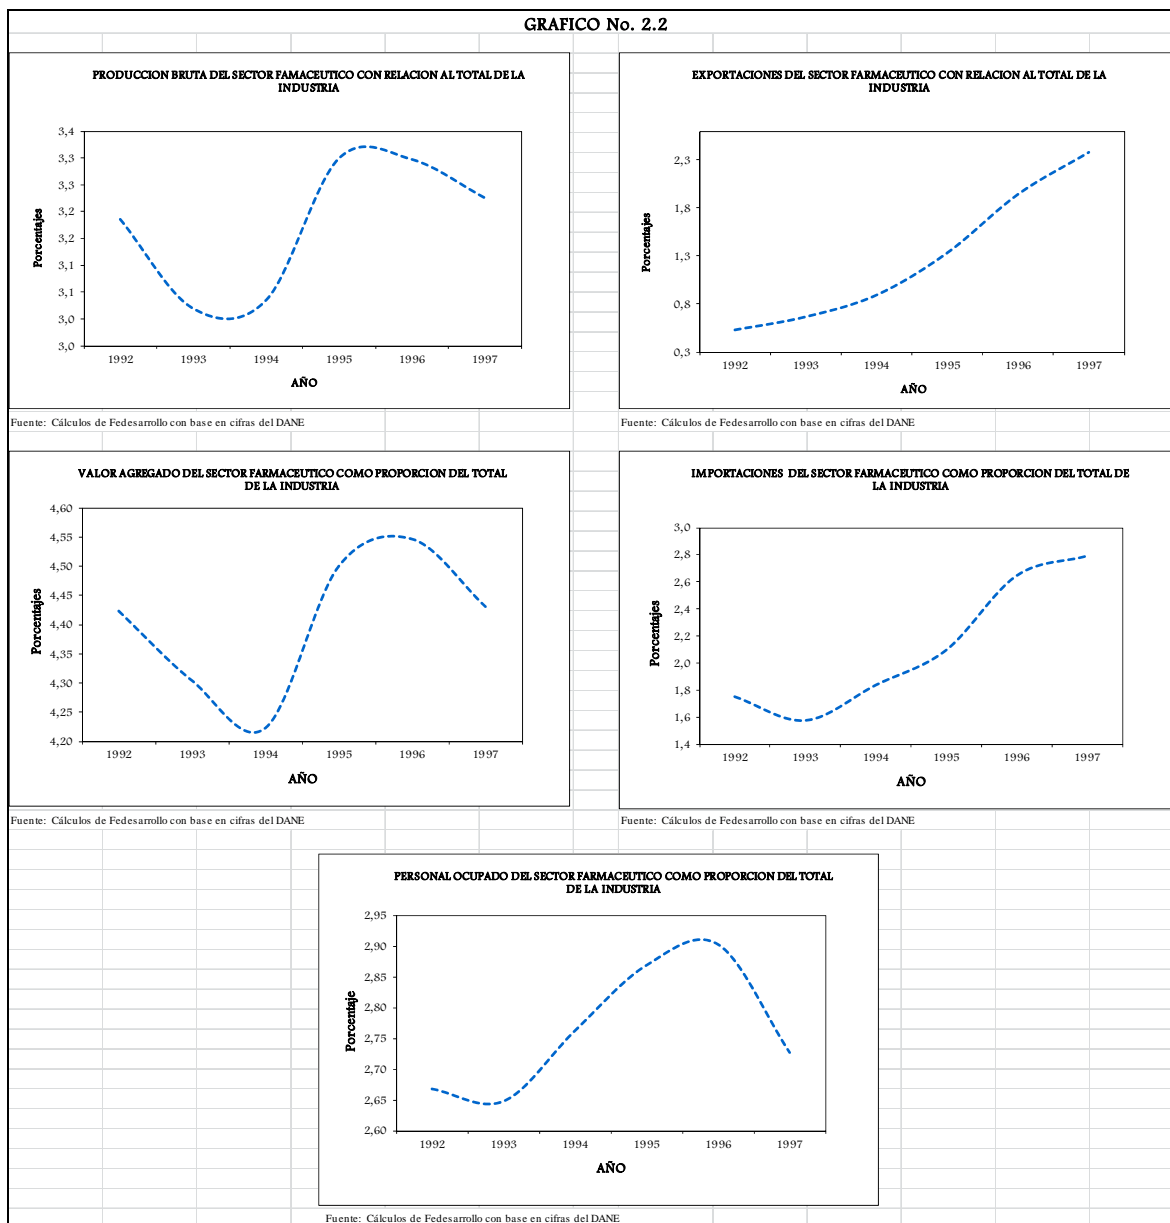 GRAFICO No. 2.2
PRODUCCION BRUTA DEL SECTOR FAMACEUTICO CON RELACION AL TOTAL DE LA
INDUSTRIA
Porcentajes
3,4
3,3
3,3
3,2
3,2
3,1
3,1
3,0
3,0
1992 1993 1994 1995 1996 1997
AÑO
Fuente: Cálculos de Fedesarrollo con base en cifras del DANE
EXPORTACIONES DEL SECTOR FARMACEUTICO CON RELACION AL TOTAL DE LA
INDUSTRIA
Porcentajes
2,3
1,8
1,3
0,8
0,3
1992 1993 1994 1995 1996 1997
AÑO
Fuente: Cálculos de Fedesarrollo con base en cifras del DANE
VALOR AGREGADO DEL SECTOR FARMACEUTICO COMO PROPORCION DEL TOTAL
DE LA INDUSTRIA
Porcentajes
4,60
4,55
4,50
4,45
4,40
4,35
4,30
4,25
4,20
1992 1993 1994 1995 1996 1997
AÑO
Fuente: Cálculos de Fedesarrollo con base en cifras del DANE
IMPORTACIONES DEL SECTOR FARMACEUTICO COMO PROPORCION DEL TOTAL DE
LA INDUSTRIA
Porcentajes
3,0
2,8
2,6
2,4
2,2
2,0
1,8
1,6
1,4
1992 1993 1994 1995 1996 1997
AÑO
Fuente: Cálculos de Fedesarrollo con base en cifras del DANE
PERSONAL OCUPADO DEL SECTOR FARMACEUTICO COMO PROPORCION DEL TOTAL
DE LA INDUSTRIA
Porcentaje
2,95
2,90
2,85
2,80
2,75
2,70
2,65
2,60
1992 1993 1994 1995 1996 1997
AÑO
Fuente: Cálculos de Fedesarrollo con base en cifras del DANE